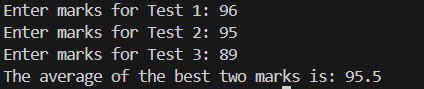 Enter marks for Test 1: 96
Enter marks for Test 2: 95
Enter marks for Test 3: 89
The average of the best two marks is: 95.5